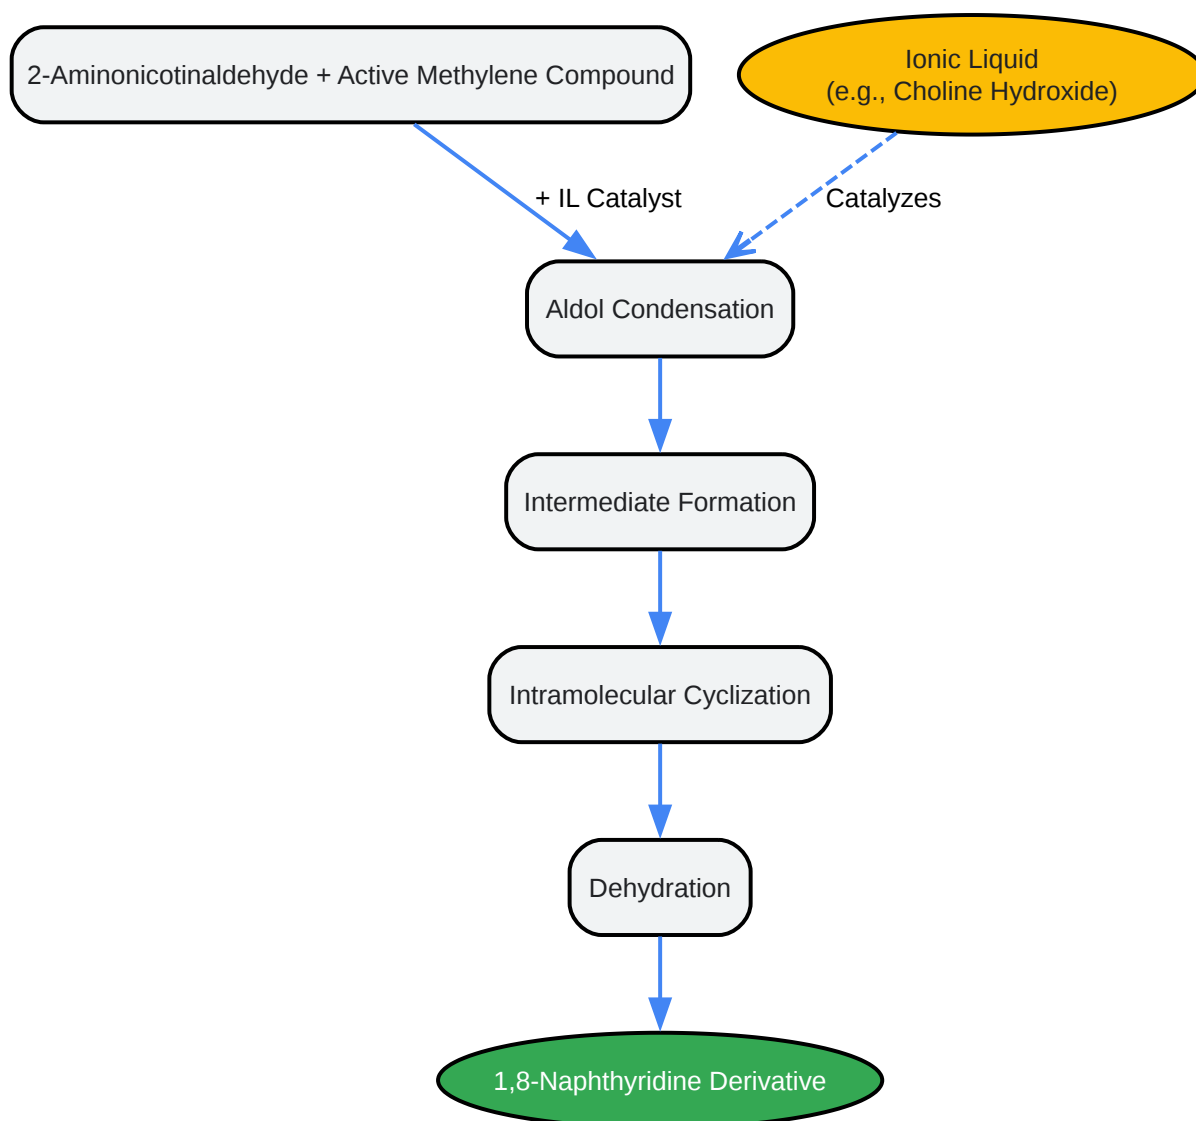 2-Aminonicotinaldehyde + Active Methylene Compound
Ionic Liquid
(e.g., Choline Hydroxide)
+ IL Catalyst
Catalyzes
Aldol Condensation
Intermediate Formation
Intramolecular Cyclization
Dehydration
1,8-Naphthyridine Derivative